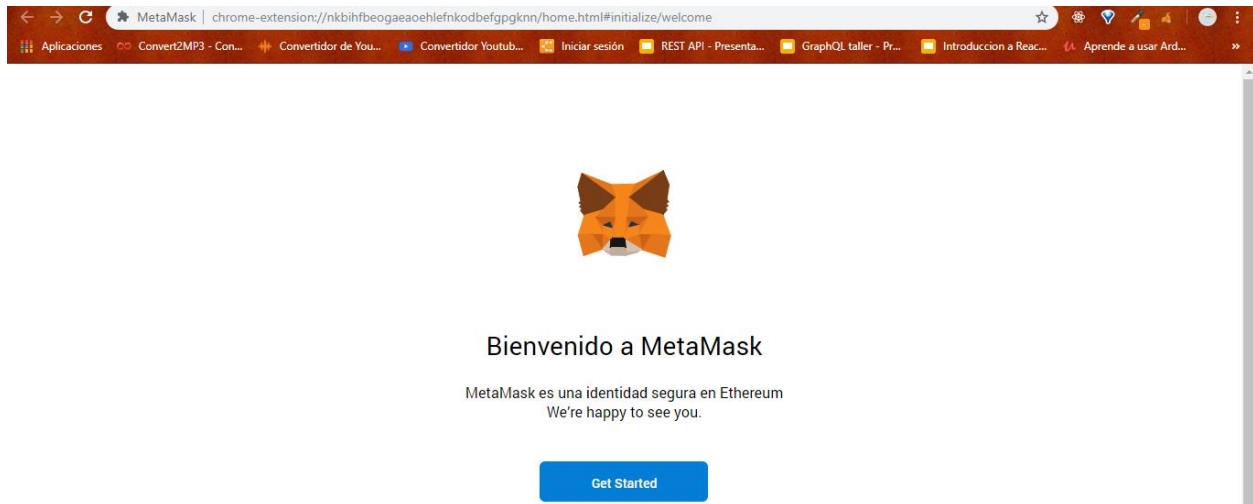 MetaMask | chrome-extension://nkbihfbeogaeaoehlefnkodbefgpgknn/home.html#initialize/welcome
Aplicaciones Convert2MP3 - Con... Convertidor de You... Convertidor Youtub... Iniciar sesión REST API - Presenta... GraphQL taller - Pr... Introduccion a Reac... Aprende a usar Ard... »
Bienvenido a MetaMask
MetaMask es una identidad segura en Ethereum
We're happy to see you.
Get Started